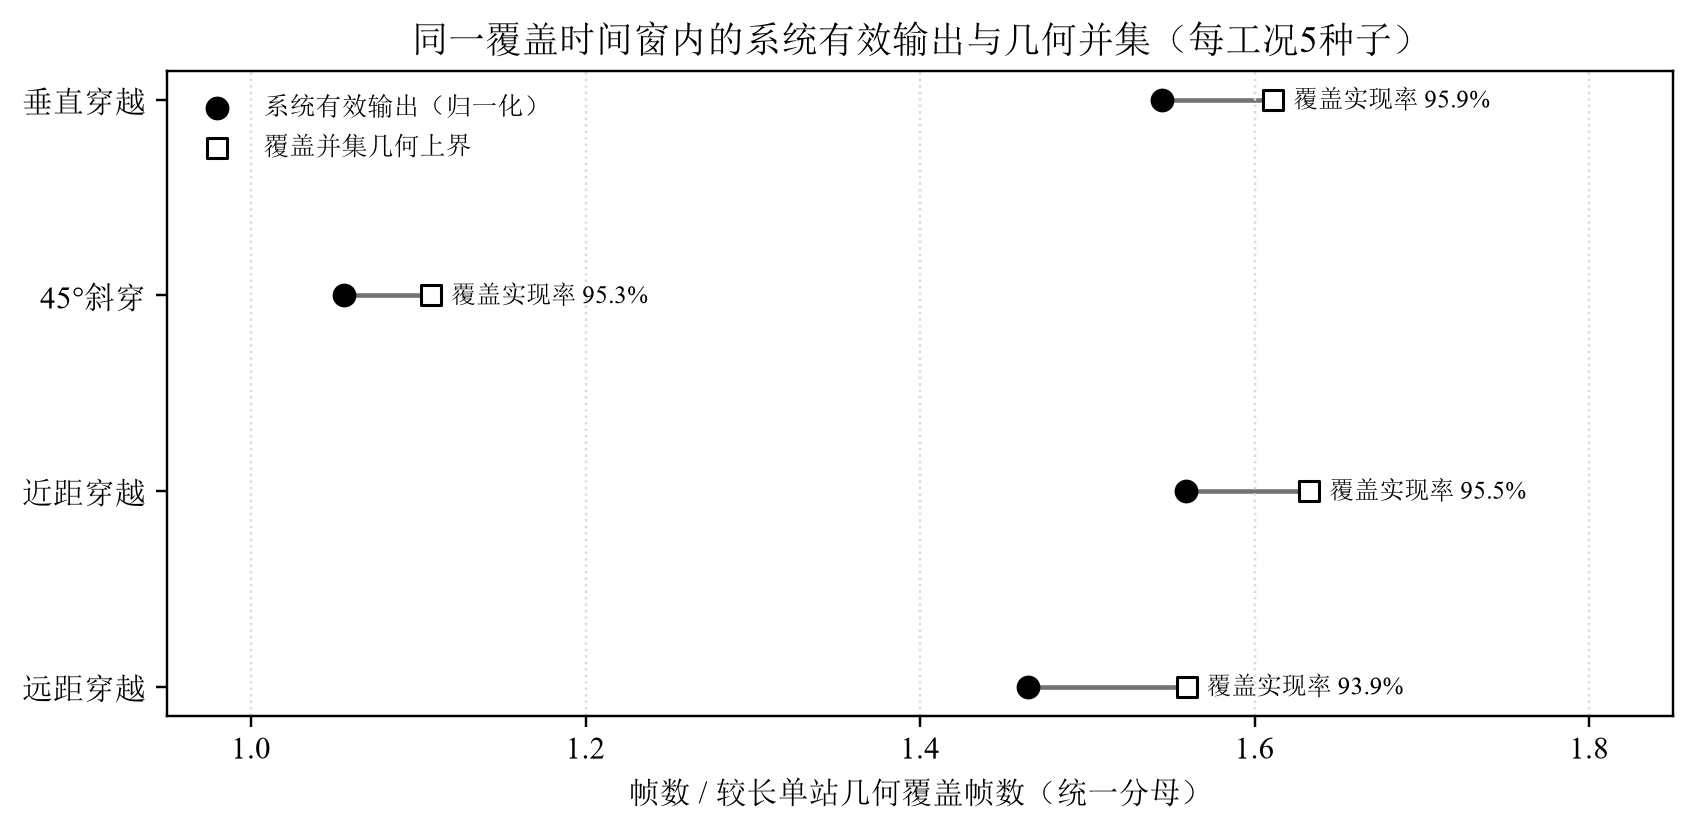 同一覆盖时间窗内的系统有效输出与几何并集（每工况5种子）
系统有效输出（归一化）
覆盖并集几何上界
垂直穿越
覆盖实现率 95.9%
45°斜穿
覆盖实现率 95.3%
近距穿越
覆盖实现率 95.5%
远距穿越
覆盖实现率 93.9%
1.0 1.2 1.4 1.6 1.8
帧数 / 较长单站几何覆盖帧数（统一分母）